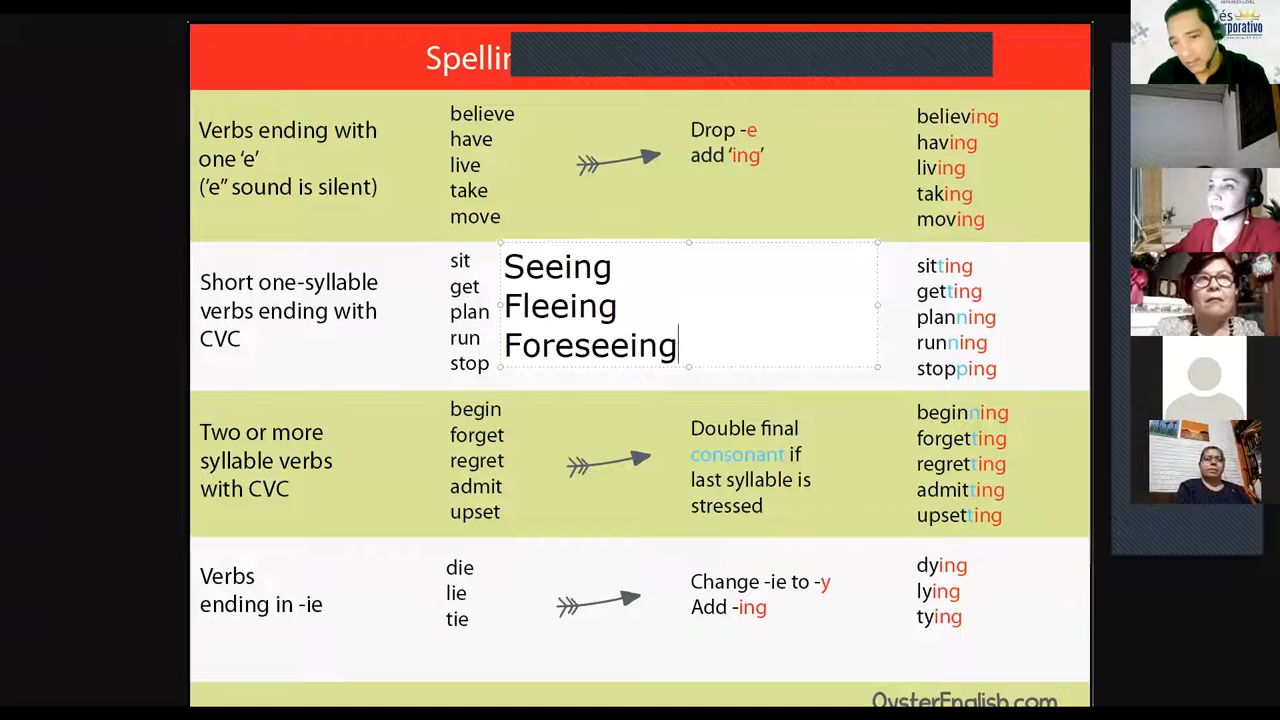 Verbs ending with
one ‘e’
(’e” sound is silent)
believe
have
live
take
move
Drop -e
add ‘ing’
believing
having
living
taking
moving
Short one-syllable
verbs ending with
CVC
sit
get
plan
run
stop
Seeing
Fleeing
Foreseeing
sitting
getting
planning
running
stopping
Two or more
syllable verbs
with CVC
begin
forget
regret
admit
upset
Double final
consonant if
last syllable is
stressed
beginning
forgetting
regretting
admitting
upsetting
Verbs
ending in -ie
die
lie
tie
Change -ie to -y
Add -ing
dying
lying
tying
OysterEnglish.com